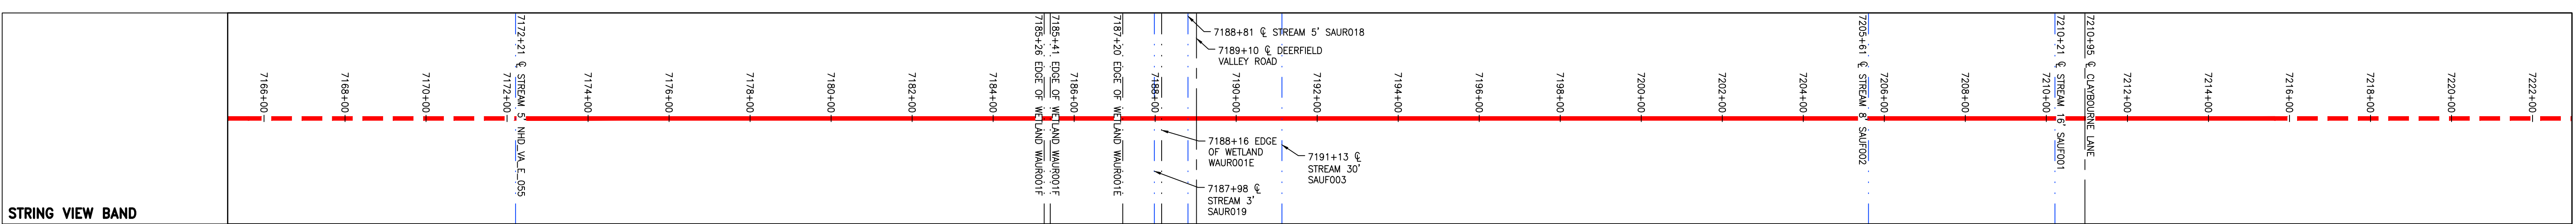 7172+21 ℄ STREAM 5' NHD_VA_E_055
7185+26 EDGE OF WETLAND WAUR001F
7185+41 EDGE OF WETLAND WAUR001F
7187+20 EDGE OF WETLAND WAUR001E
7188+81 ℄ STREAM 5' SAUR018
7189+10 ℄ DEERFIELD
VALLEY ROAD
7205+61 ℄ STREAM 8' SAUF002
7210+21 ℄ STREAM 16' SAUF001
7210+95 ℄ CLAYBOURNE LANE
7166+00
7168+00
7170+00
7172+00
7174+00
7176+00
7178+00
7180+00
7182+00
7184+00
7186+00
7188+00
7190+00
7192+00
7194+00
7196+00
7198+00
7200+00
7202+00
7204+00
7206+00
7208+00
7210+00
7212+00
7214+00
7216+00
7218+00
7220+00
7222+00
7188+16 EDGE
OF WETLAND
WAUR001E
7191+13 ℄
STREAM 30'
SAUF003
7187+98 ℄
STREAM 3'
SAUR019
STRING VIEW BAND